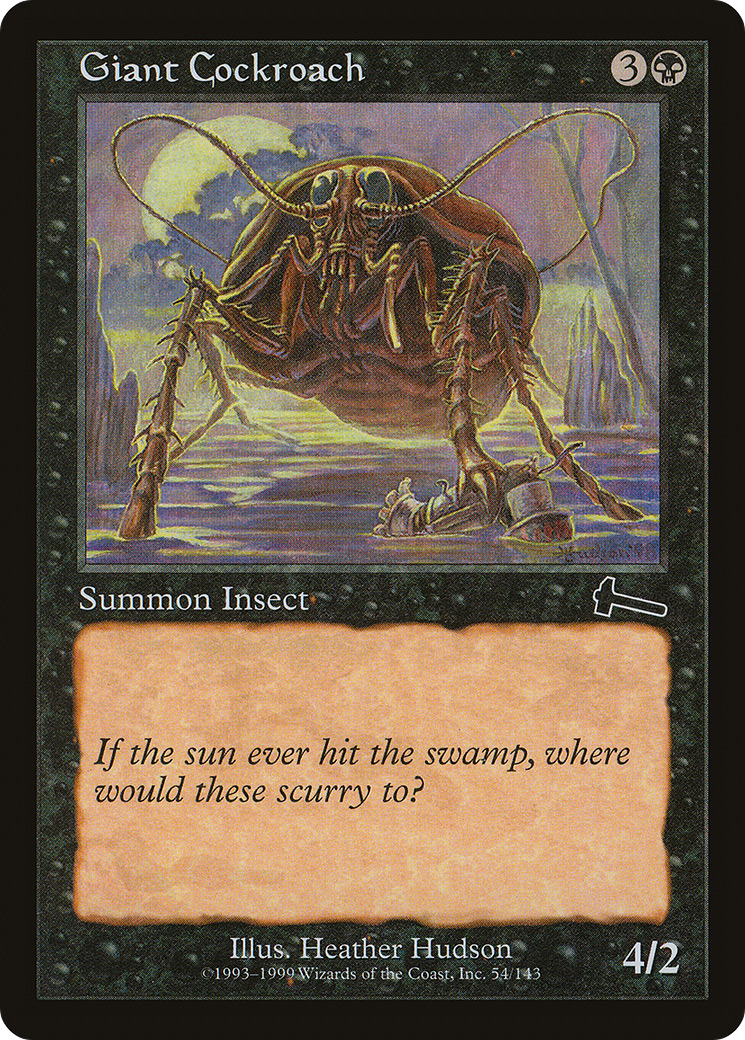 Giant Cockroach 3
Summon Insect
If the sun ever hit the swamp, where
would these scurry to?
Illus. Heather Hudson
©1993–1999 Wizards of the Coast, Inc. 54/143
4/2